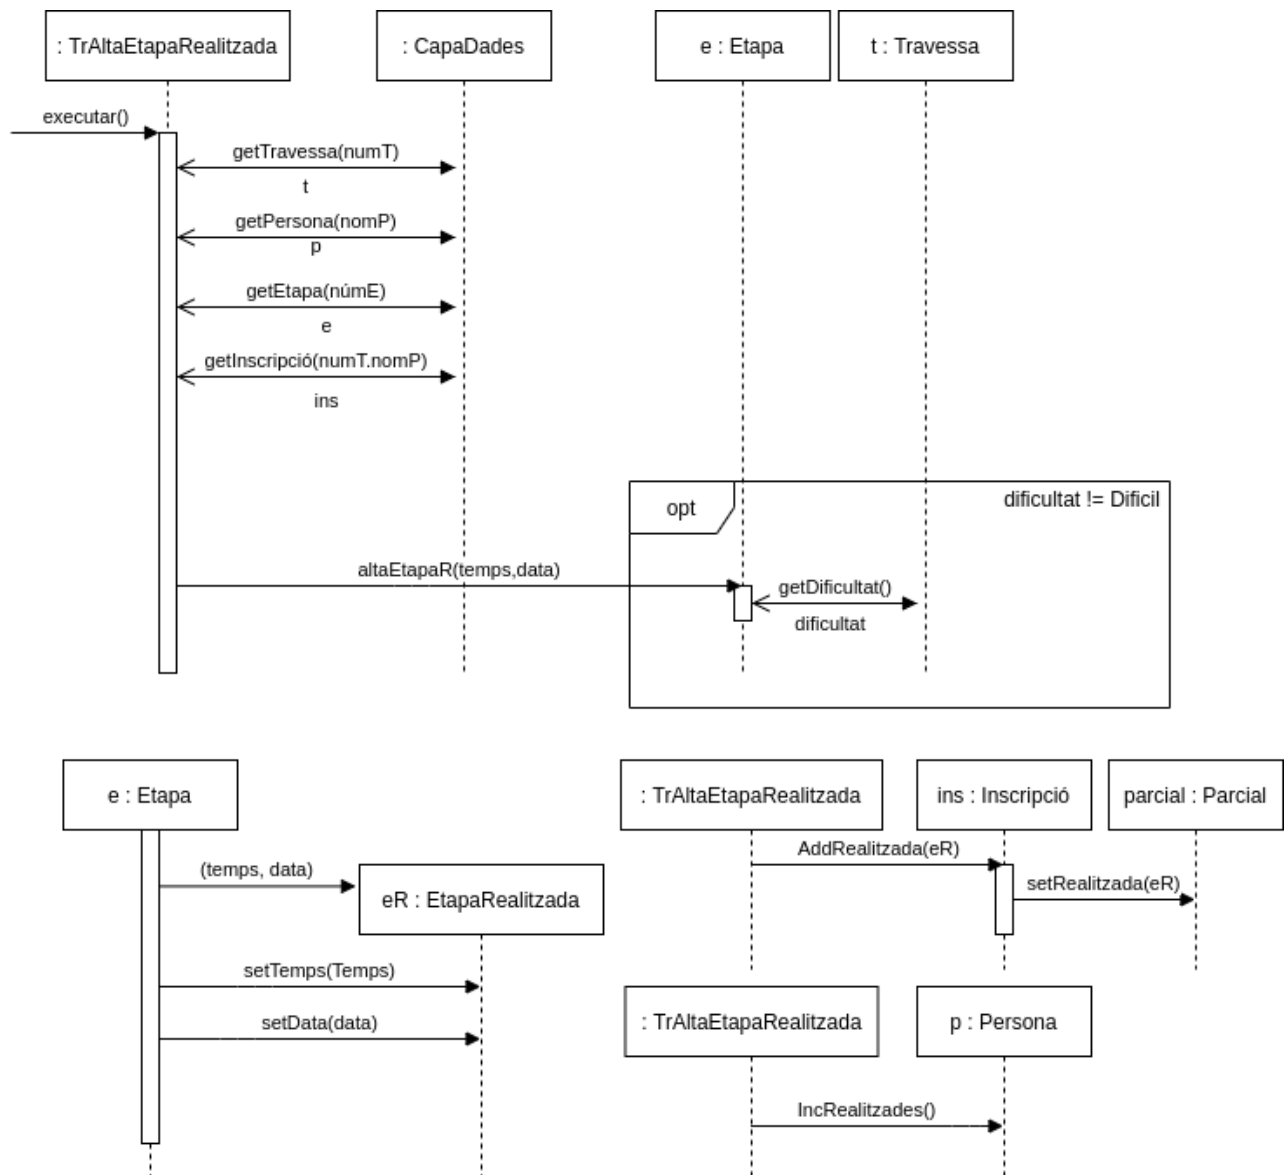 : TrAltaEtapaRealitzada
: CapaDades
e : Etapa
t : Travessa
executar()
getTravessa(numT)
t
getPersona(nomP)
p
getEtapa(númE)
e
getInscripció(numT.nomP)
ins
opt
dificultat != Dificil
altaEtapaR(temps,data)
getDificultat()
dificultat
e : Etapa
(temps, data)
eR : EtapaRealitzada
setTemps(Temps)
setData(data)
: TrAltaEtapaRealitzada
ins : Inscripció
parcial : Parcial
AddRealitzada(eR)
setRealitzada(eR)
: TrAltaEtapaRealitzada
p : Persona
IncRealitzades()